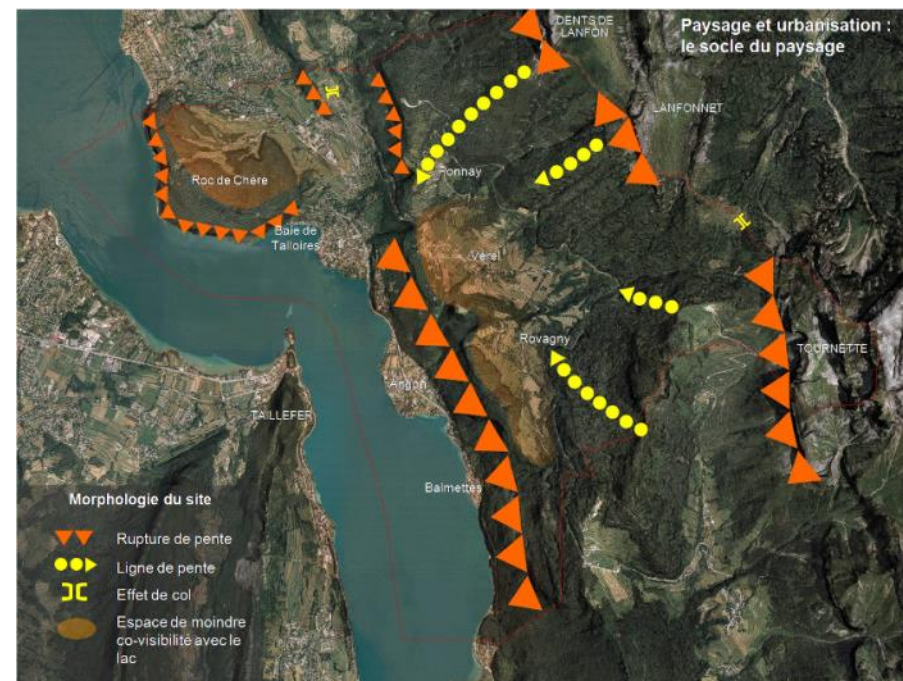 Paysage et urbanisation :
le socle du paysage
DENTS DE
LANFON
LANFONNET
Ponnay
Roc de Chère
Baie de
Talloires
Vérel
Rovagny
TOURNETTE
Angon
TAILLEFER
Balmettes
Morphologie du site
Rupture de pente
Ligne de pente
Effet de col
Espace de moindre
co-visibilité avec le
lac